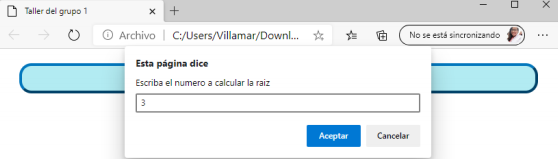 Taller del grupo 1
Archivo | C:/Users/Villamar/Downl...
No se está sincronizando
Esta página dice
Escriba el numero a calcular la raiz
3
Aceptar
Cancelar